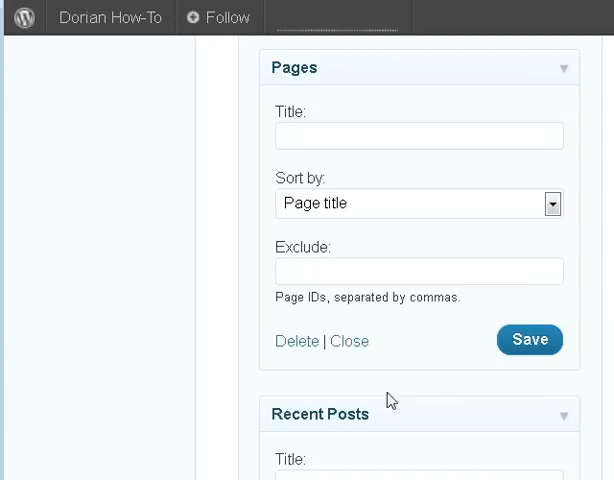 Dorian How-To Follow
Pages
Title:
Sort by:
Page title
Exclude:
Page IDs, separated by commas.
Delete | Close Save
Recent Posts
Title: